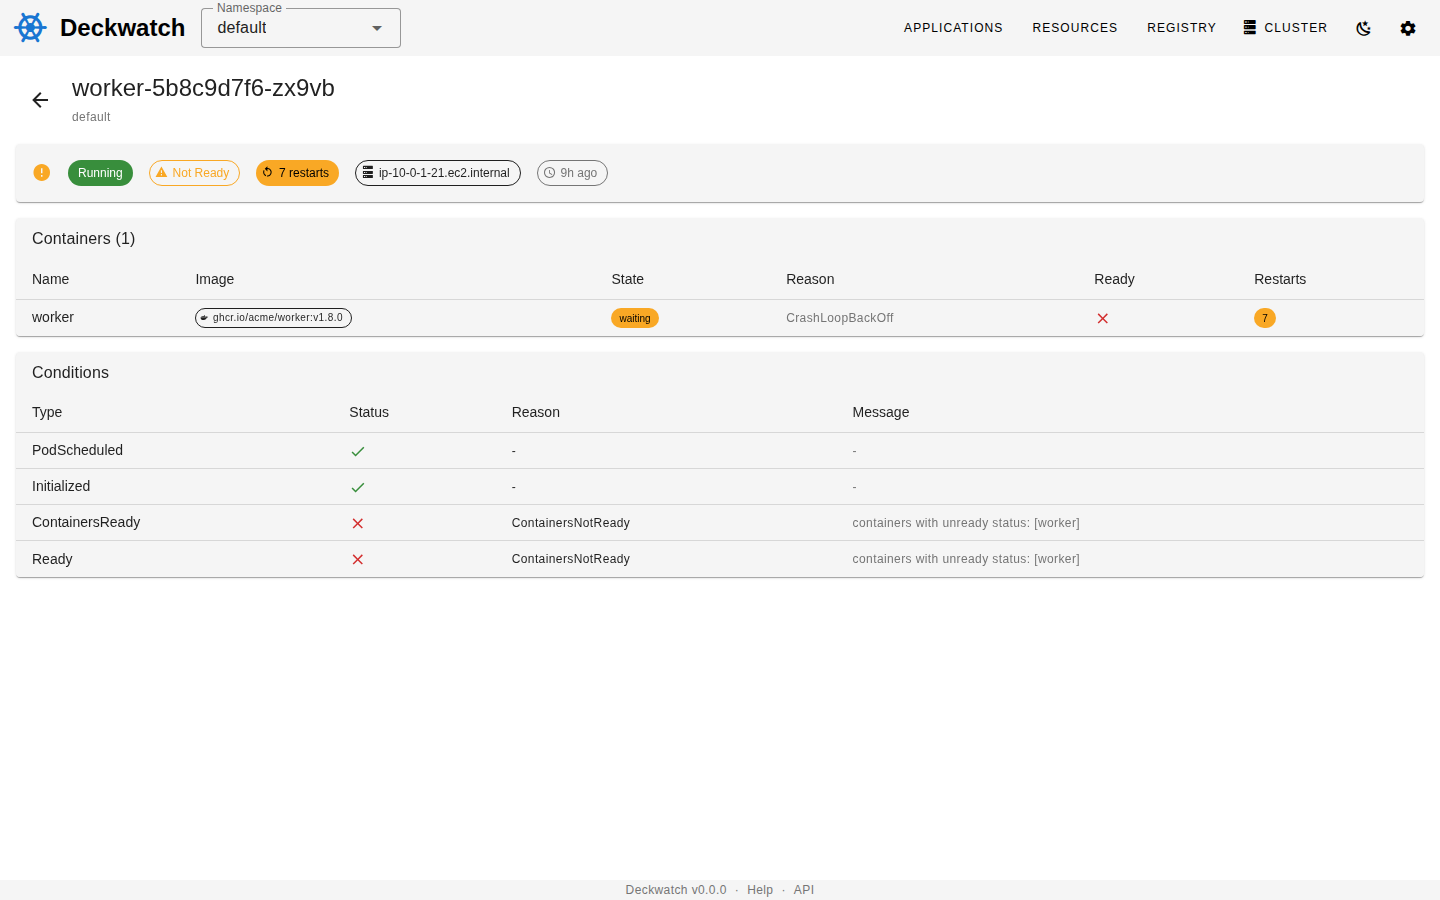 Deckwatch
Namespace
default
APPLICATIONS RESOURCES REGISTRY CLUSTER
worker-5b8c9d7f6-zx9vb
default
Running Not Ready 7 restarts ip-10-0-1-21.ec2.internal 9h ago
Containers (1)
Name Image State Reason Ready Restarts
worker ghcr.io/acme/worker:v1.8.0 waiting CrashLoopBackOff 7
Conditions
Type Status Reason Message
PodScheduled - -
Initialized - -
ContainersReady ContainersNotReady containers with unready status: [worker]
Ready ContainersNotReady containers with unready status: [worker]
Deckwatch v0.0.0 · Help · API